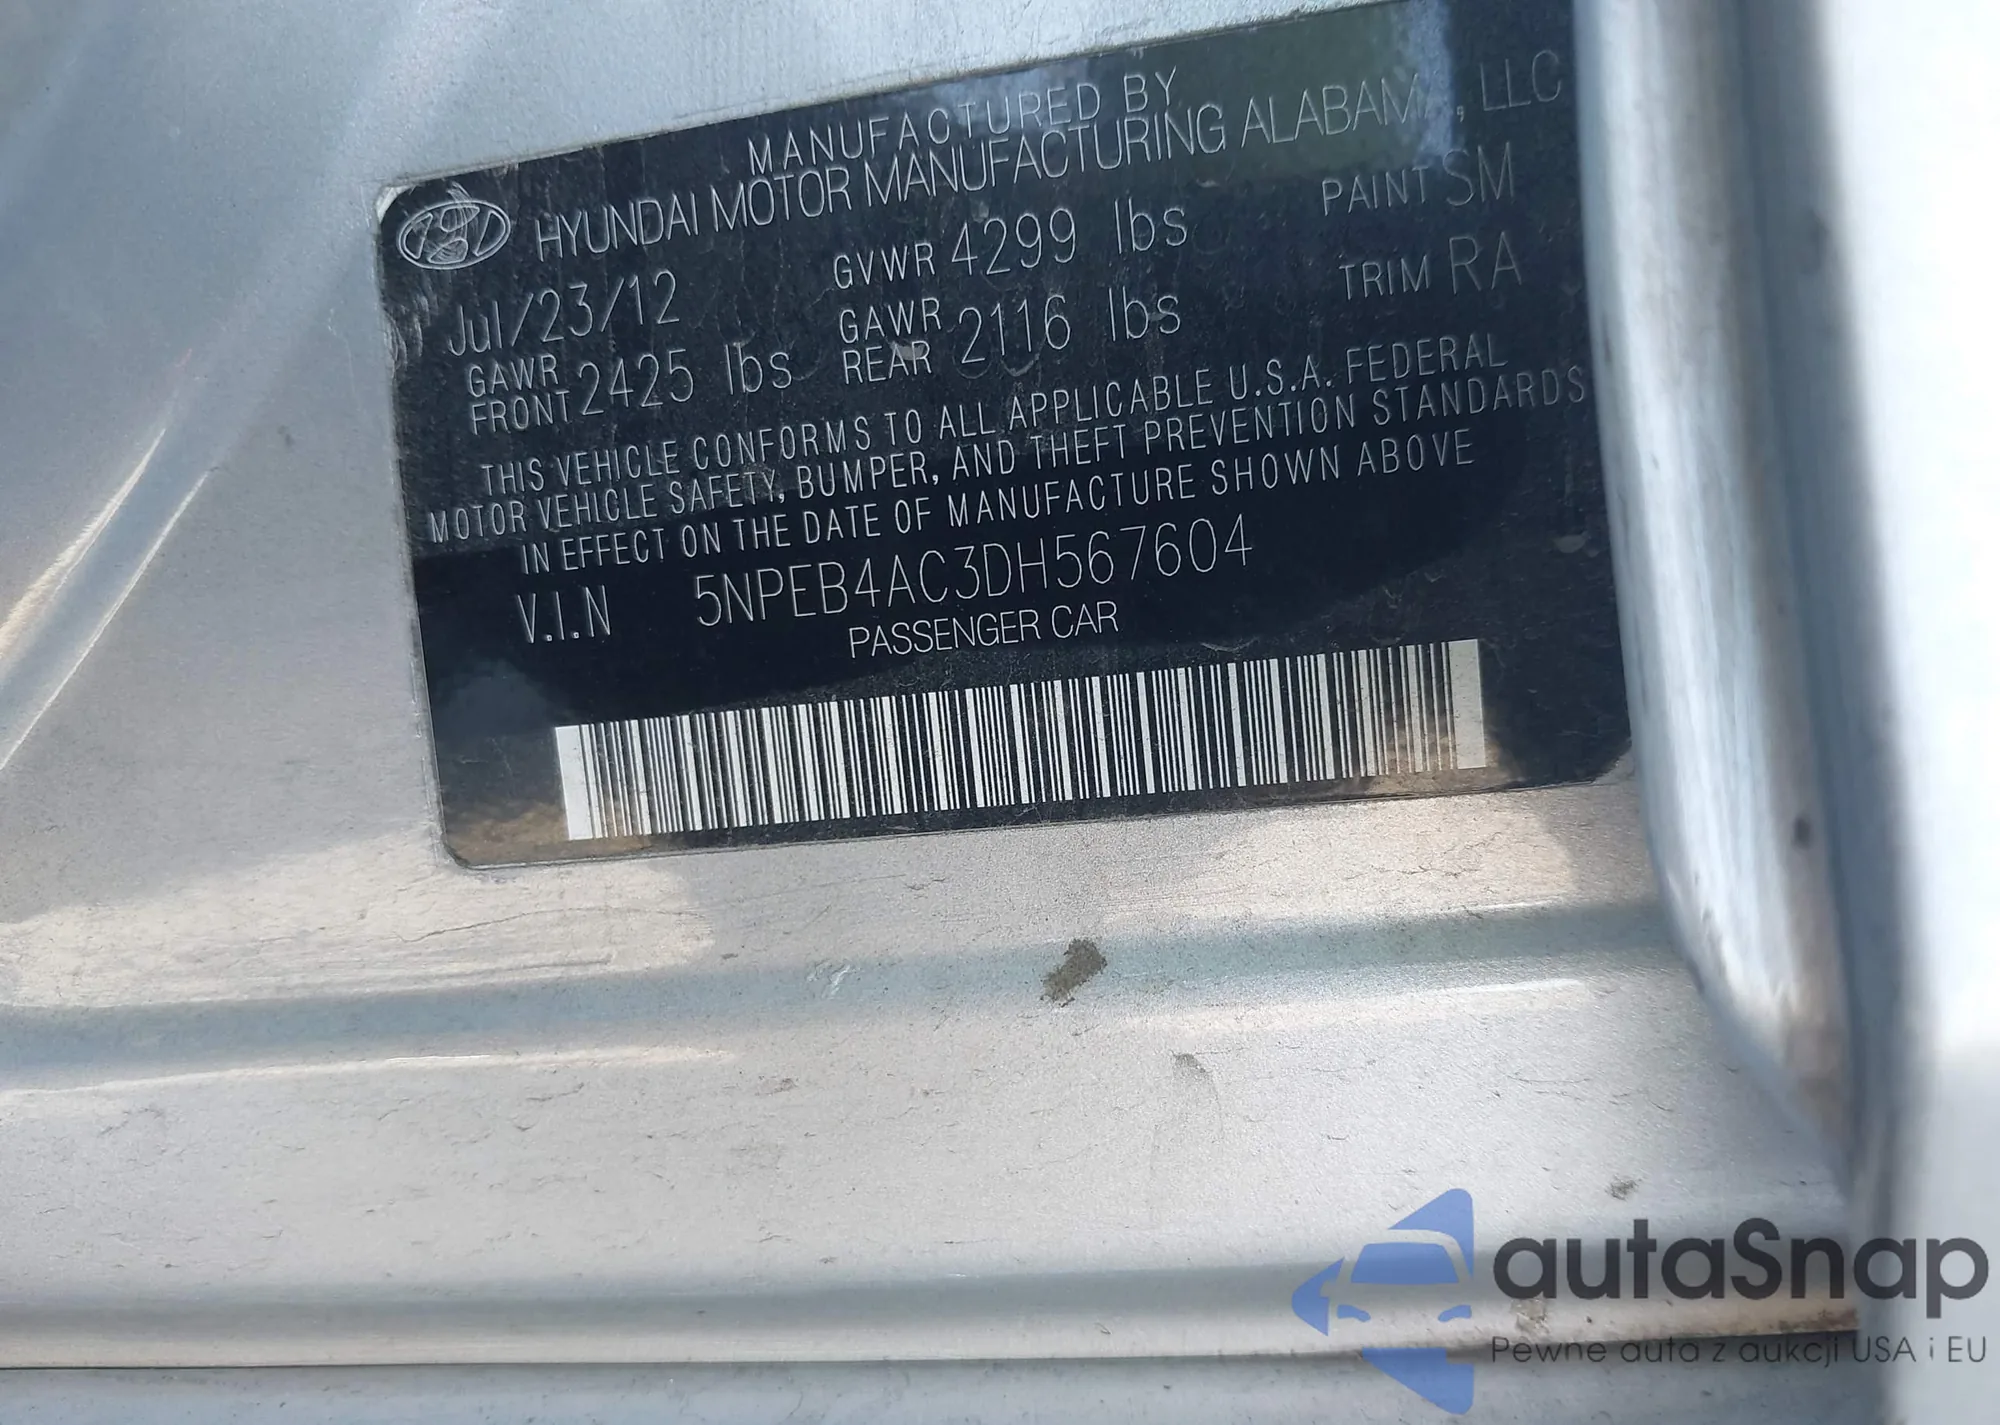 MANUFACTURED BY
HYUNDAI MOTOR MANUFACTURING ALABAMA, LLC
Jul/23/12 GVWR 4299 lbs PAINT SM
GAWR FRONT 2425 lbs GAWR REAR 2116 lbs TRIM RA
THIS VEHICLE CONFORMS TO ALL APPLICABLE U.S.A. FEDERAL
MOTOR VEHICLE SAFETY, BUMPER, AND THEFT PREVENTION STANDARDS
IN EFFECT ON THE DATE OF MANUFACTURE SHOWN ABOVE
V.I.N 5NPEB4AC3DH567604
PASSENGER CAR
autaSnap
Pewne auta z aukcji USA i EU